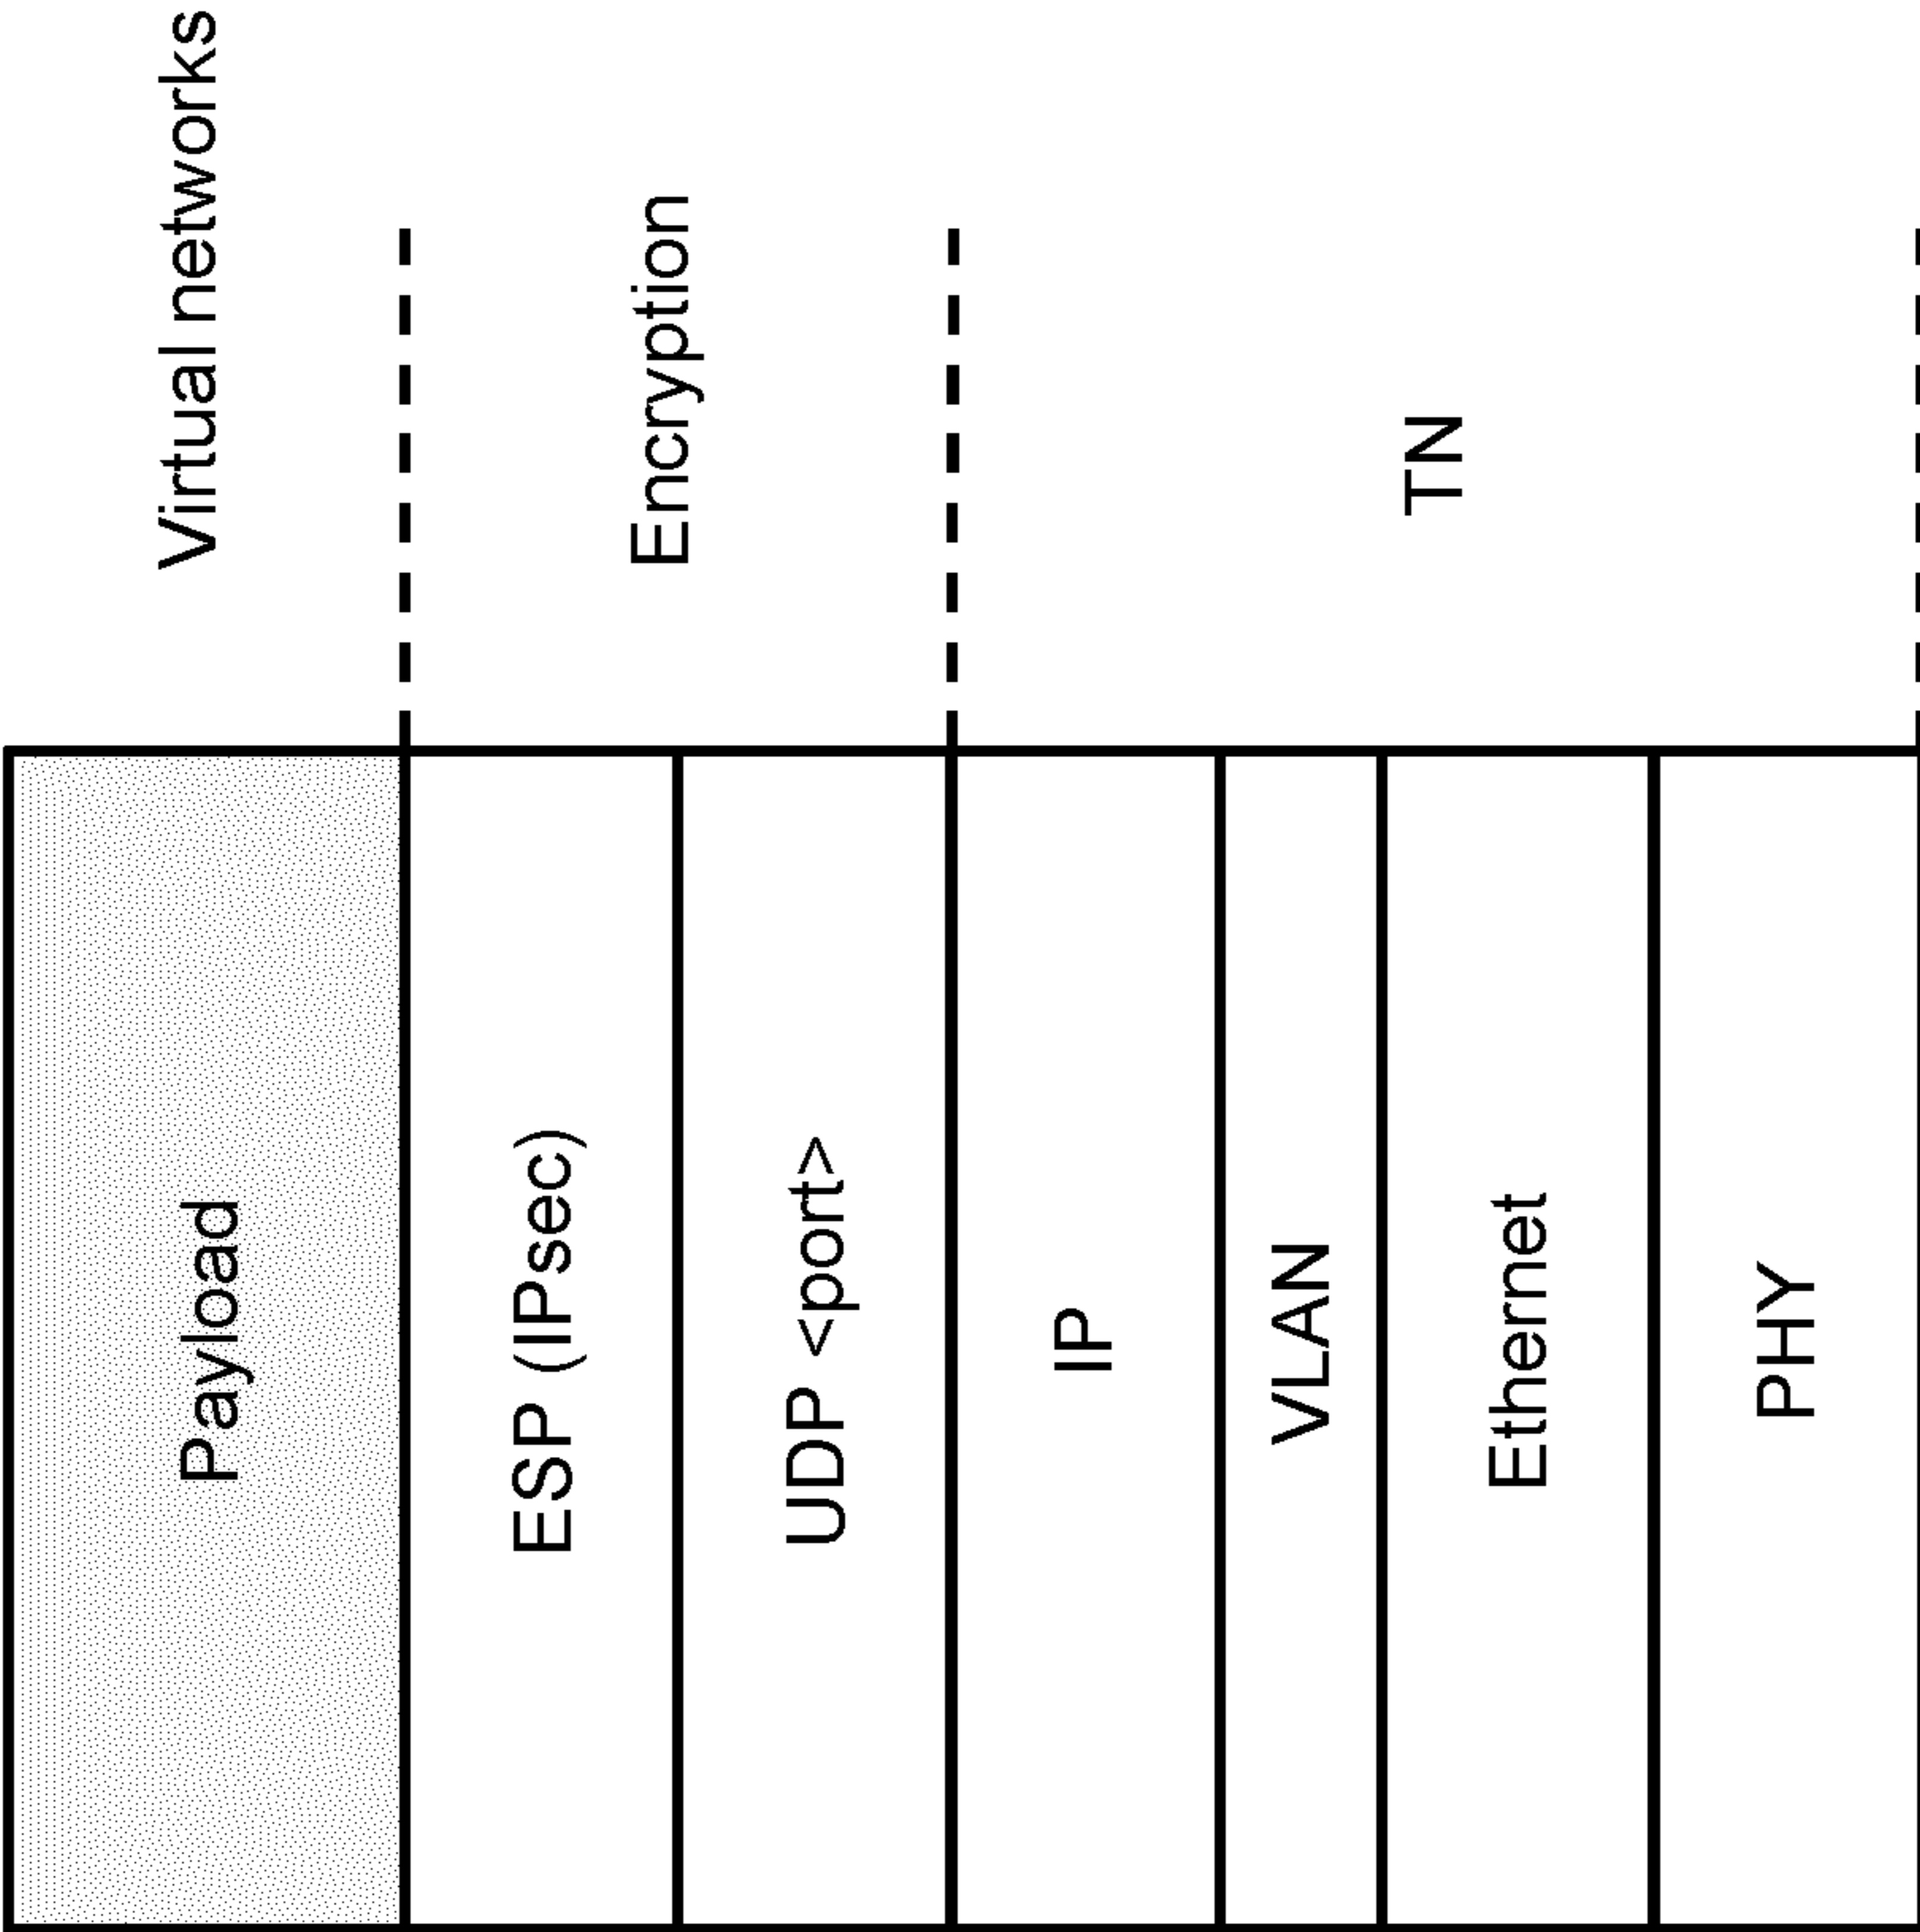 Payload
Virtual networks
ESP (IPsec)
Encryption
UDP <port>
IP
VLAN
TN
Ethernet
PHY